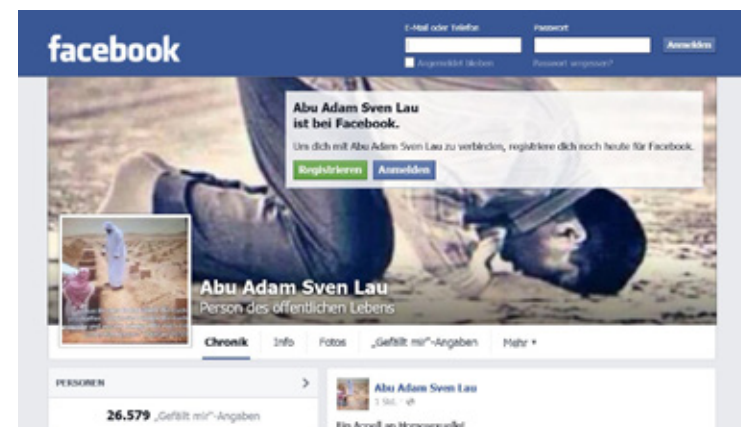 facebook
E-Mail oder Telefon
Passwort
Anmelden
Angemeldet bleiben
Passwort vergessen?
Abu Adam Sven Lau
ist bei Facebook.
Um dich mit Abu Adam Sven Lau zu verbinden, registriere dich noch heute für Facebook.
Registrieren
Anmelden
Abu Adam Sven Lau
Person des öffentlichen Lebens
Chronik
Info
Fotos
„Gefällt mir“-Angaben
Mehr
PERSONEN
26.579 „Gefällt mir“-Angaben
Abu Adam Sven Lau
1 Std.